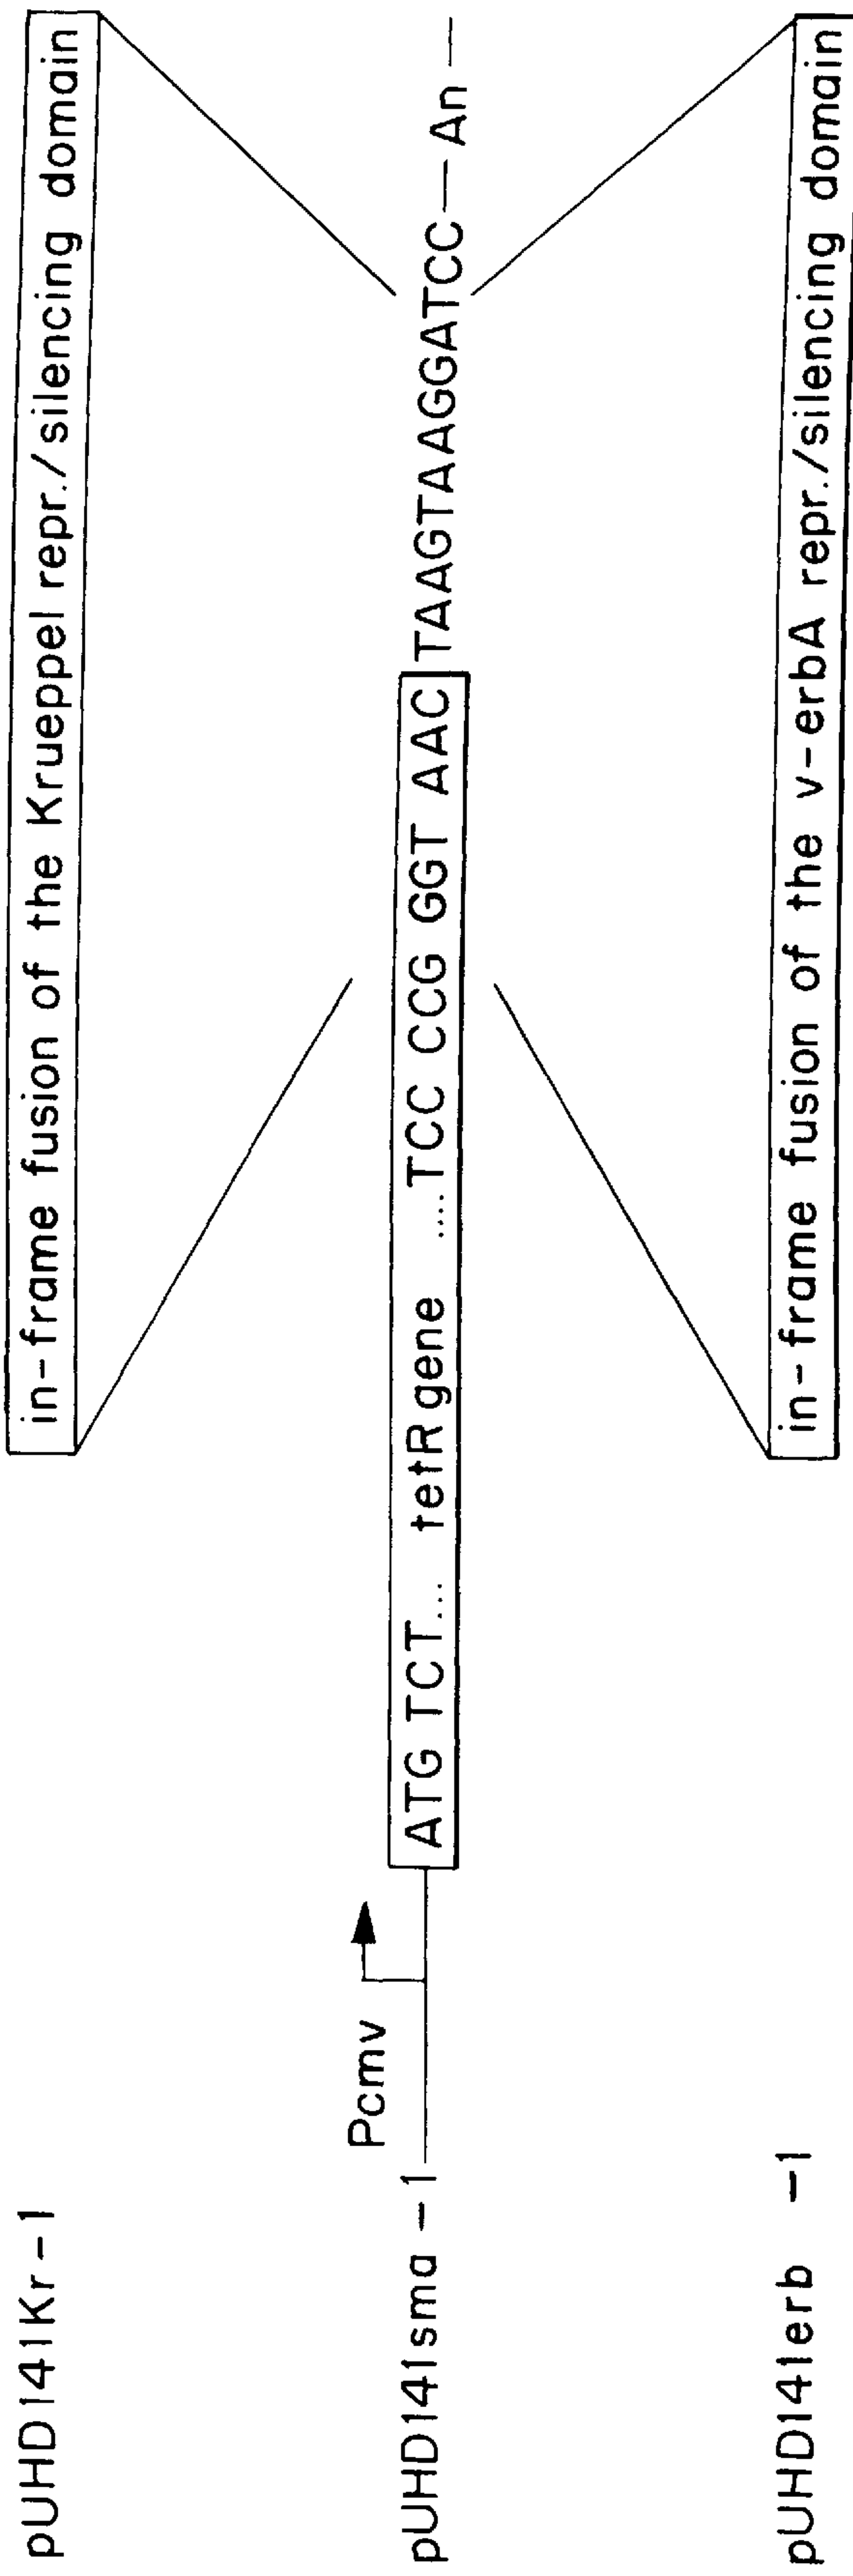 pUHD141Kr-1
in-frame fusion of the Krueppel repr./silencing domain
Pcmv
pUHD141sma-1 ATG TCT... tetR gene ....TCC CCG GGT AAC TAAGTAAGGATCC — An —
pUHD141erb -1
in-frame fusion of the v-erbA repr./silencing domain